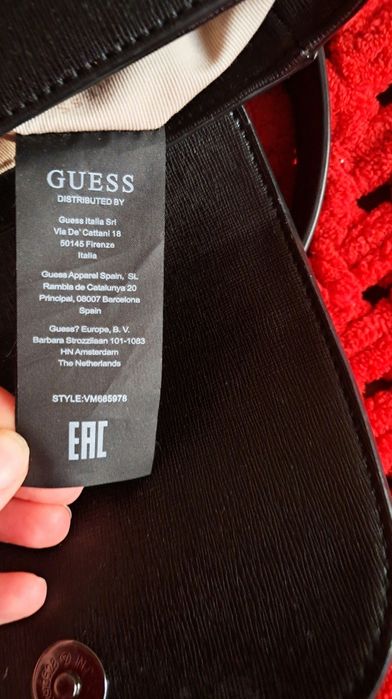 GUESS
DISTRIBUTED BY
Guess Italia Srl
Via De' Cattani 18
50145 Firenze
Italia
Guess Apparel Spain, SL
Rambla de Catalunya 20
Principal, 08007 Barcelona
Spain
Guess? Europe, B. V.
Barbara Strozzilaan 101-1083
HN Amsterdam
The Netherlands
STYLE:VM665978
EAC